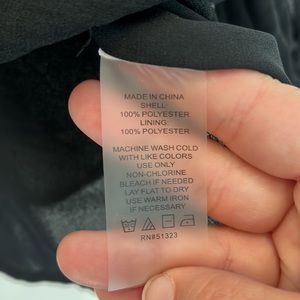 MADE IN CHINA
SHELL:
100% POLYESTER
LINING:
100% POLYESTER
MACHINE WASH COLD
WITH LIKE COLORS
USE ONLY
NON-CHLORINE
BLEACH IF NEEDED
LAY FLAT TO DRY
USE WARM IRON
IF NECESSARY
RN#51323